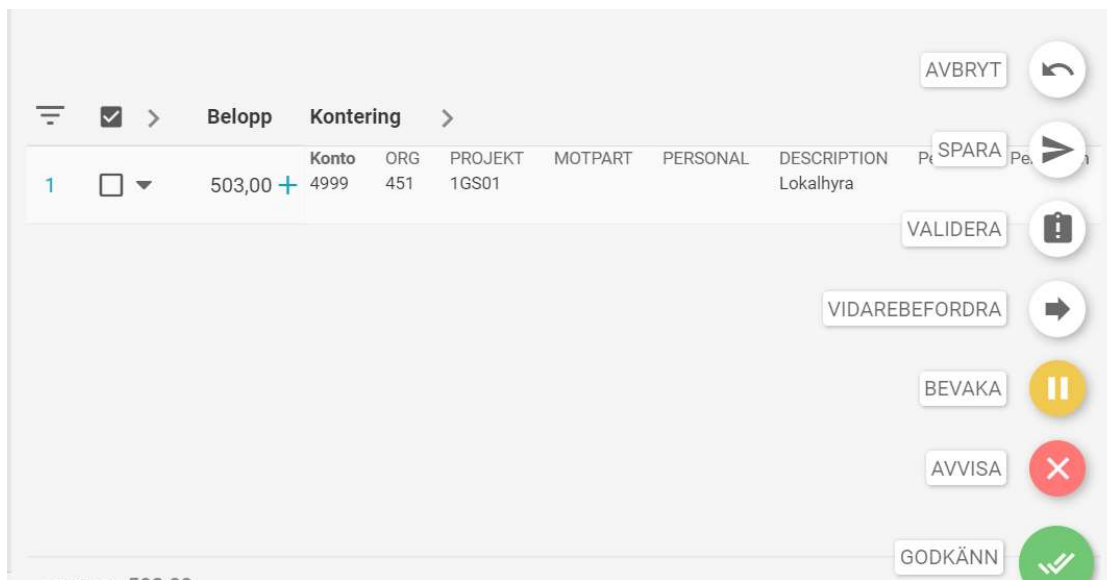 AVBRYT
Belopp Kontering
SPARA
Konto ORG PROJEKT MOTPART PERSONAL DESCRIPTION
1 503,00 + 4999 451 1GS01 Lokalhyra
VALIDERA
VIDAREBEFORDRA
BEVAKA
AVVISA
GODKÄNN